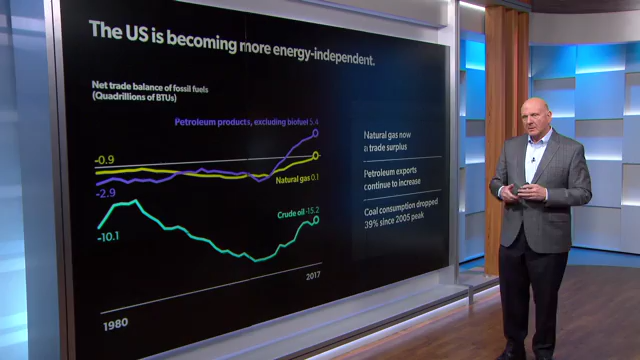 The US is becoming more energy-independent.
Net trade balance of fossil fuels
(Quadrillions of BTUs)
Petroleum products, excluding biofuel 5.4
-0.9
Natural gas 0.1
-2.9
Crude oil -15.2
-10.1
2017
1980
Natural gas now
a trade surplus
Petroleum exports
continue to increase
Coal consumption dropped
39% since 2005 peak